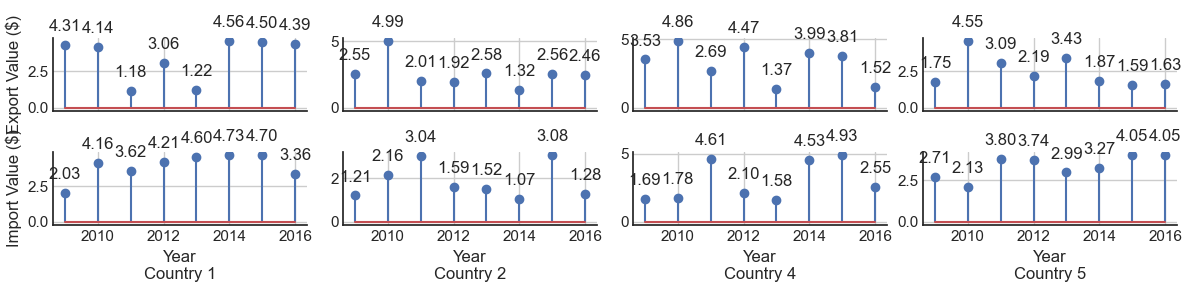 Export Value ($)
4.31 4.14 1.18 3.06 1.22 4.56 4.50 4.39
2.5
0.0
2.55 4.99 2.01 1.92 2.58 1.32 2.56 2.46
5
0
3.53 4.86 2.69 4.47 1.37 3.99 3.81 1.52
5
0
1.75 4.55 3.09 2.19 3.43 1.87 1.59 1.63
2.5
0.0
Import Value ($)
2.03 4.16 3.62 4.21 4.60 4.73 4.70 3.36
2.5
0.0
2010 2012 2014 2016
Year
Country 1
1.21 2.16 3.04 1.59 1.52 1.07 3.08 1.28
2
0
2010 2012 2014 2016
Year
Country 2
1.69 1.78 4.61 2.10 1.58 4.53 4.93 2.55
5
0
2010 2012 2014 2016
Year
Country 4
2.71 2.13 3.80 3.74 2.99 3.27 4.05 4.05
2.5
0.0
2010 2012 2014 2016
Year
Country 5